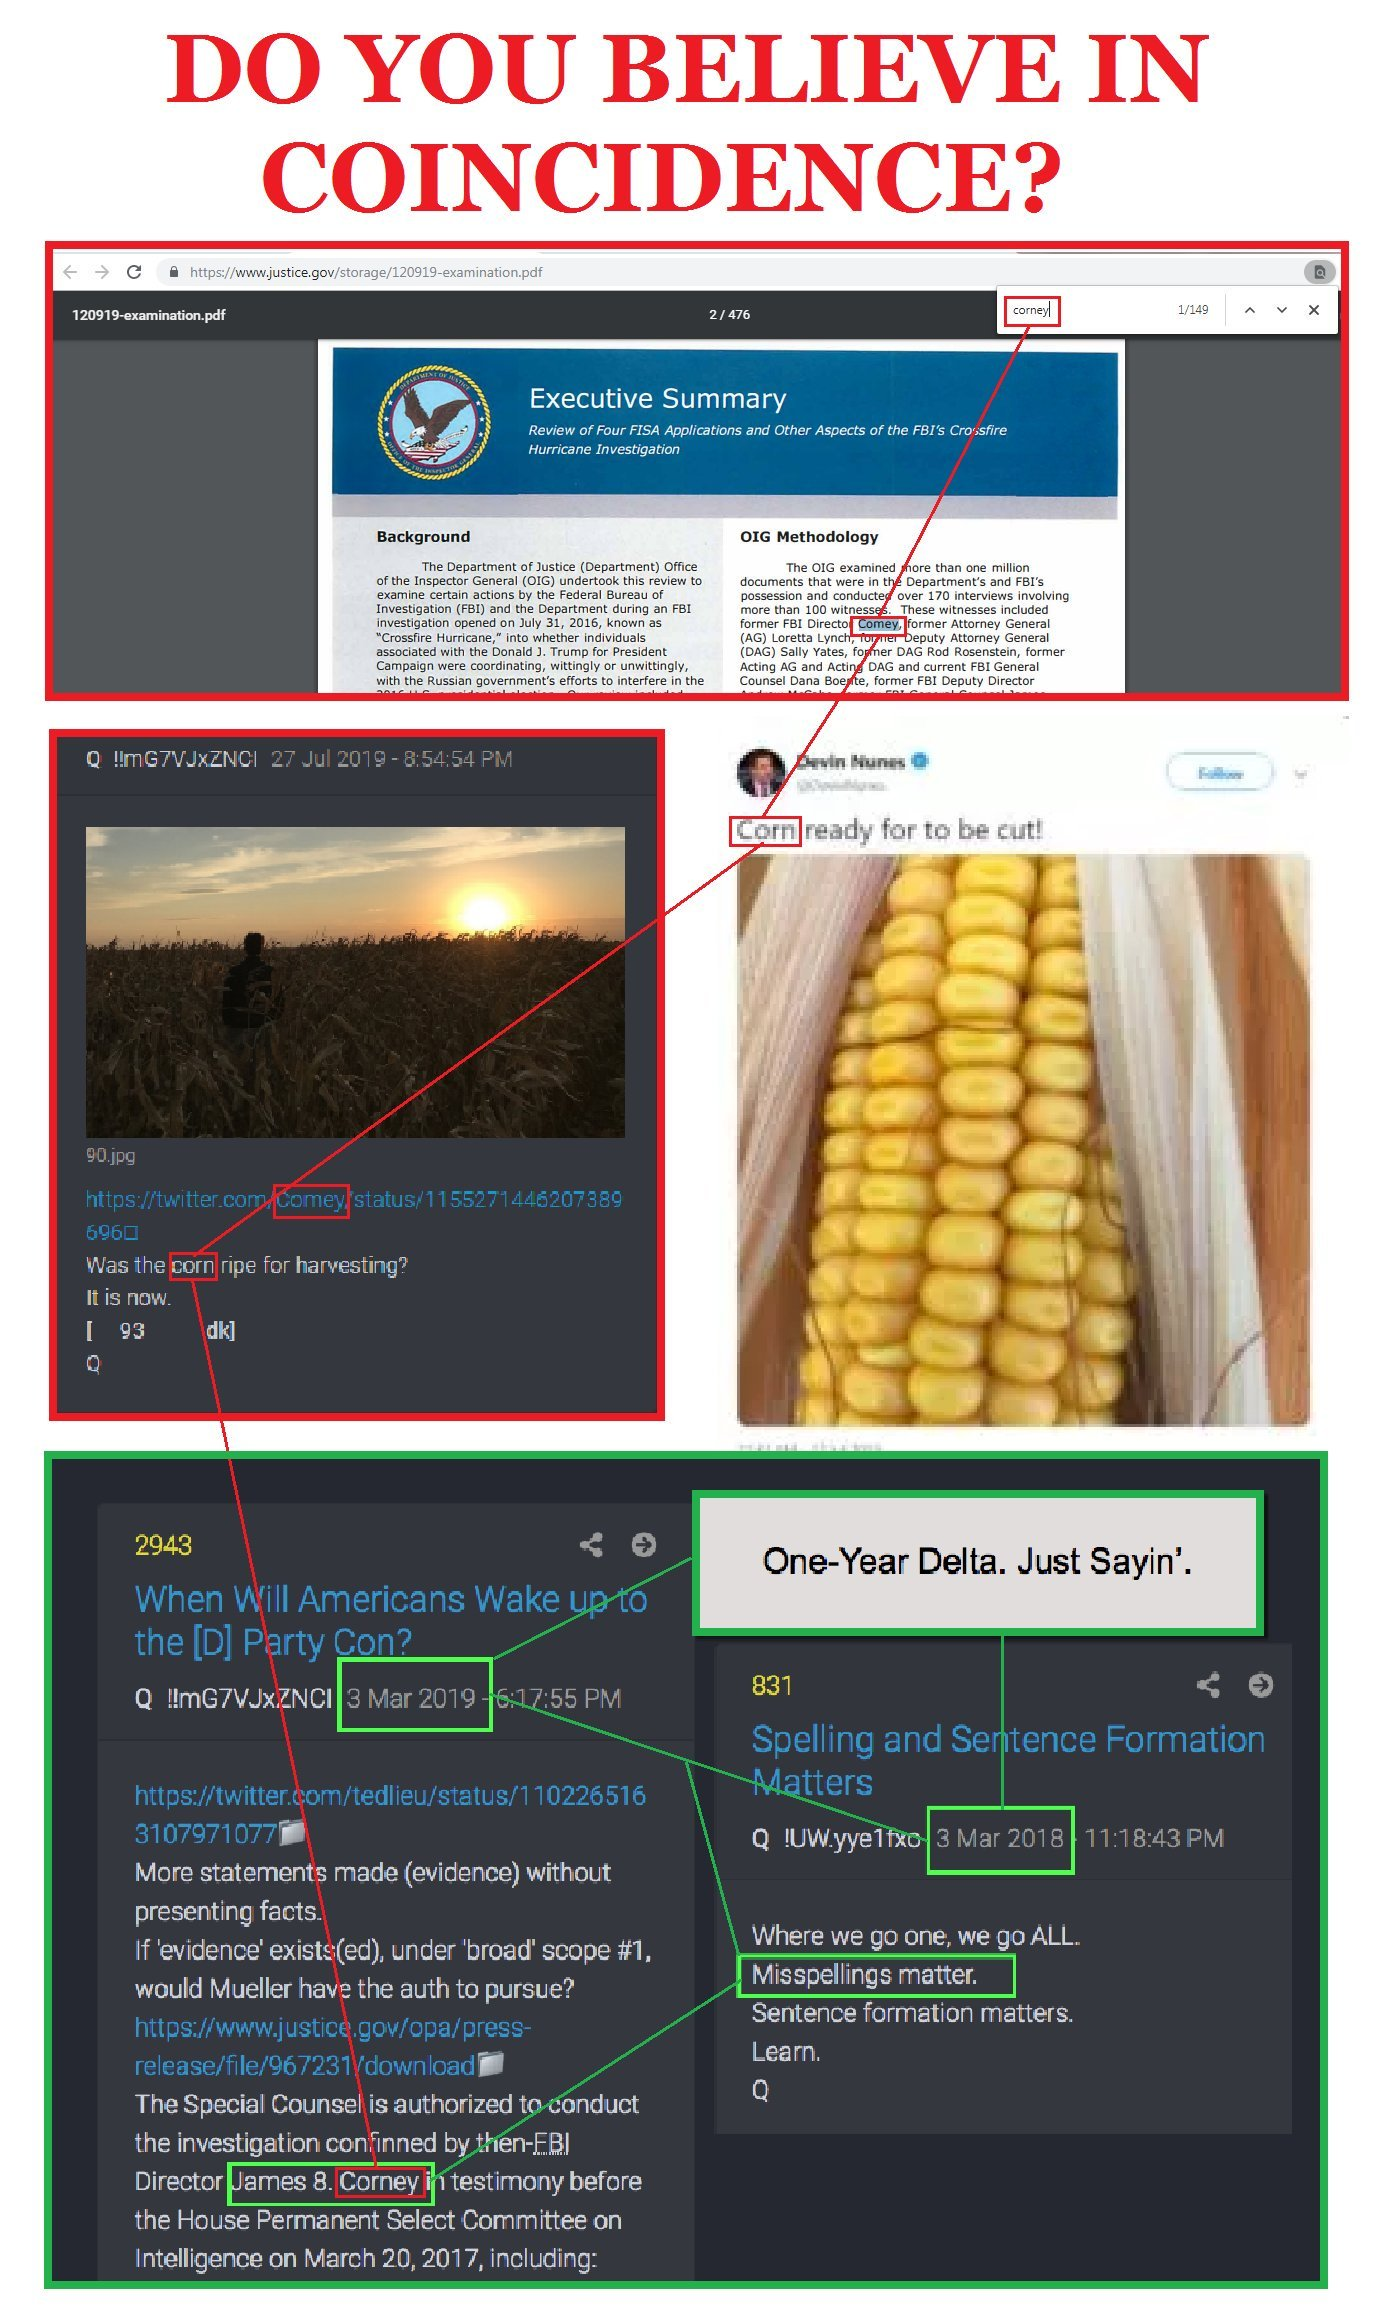 DO YOU BELIEVE IN
COINCIDENCE?
https://www.justice.gov/storage/120919-examination.pdf
120919-examination.pdf
2 / 476
corney
1/149
Executive Summary
Review of Four FISA Applications and Other Aspects of the FBI's Crossfire
Hurricane Investigation
Background
The Department of Justice (Department) Office
of the Inspector General (OIG) undertook this review to
examine certain actions by the Federal Bureau of
Investigation (FBI) and the Department during an FBI
investigation opened on July 31, 2016, known as
"Crossfire Hurricane," into whether individuals
associated with the Donald J. Trump for President
Campaign were coordinating, wittingly or unwittingly,
with the Russian government's efforts to interfere in the
OIG Methodology
The OIG examined more than one million
documents that were in the Department's and FBI's
possession and conducted over 170 interviews involving
more than 100 witnesses. These witnesses included
former FBI Director Comey, former Attorney General
(AG) Loretta Lynch, former Deputy Attorney General
(DAG) Sally Yates, former DAG Rod Rosenstein, former
Acting AG and Acting DAG and current FBI General
Counsel Dana Boente, former FBI Deputy Director
Q !!mG7VJxZNCI 27 Jul 2019 - 8:54:54 PM
90.jpg
https://twitter.com/Comey/status/1155271446207389
696
Was the corn ripe for harvesting?
It is now.
[ 93 dk]
Q
Devin Nunes
Follow
Corn ready for to be cut!
2943
When Will Americans Wake up to
the [D] Party Con?
Q !!mG7VJxZNCI 3 Mar 2019 - 6:17:55 PM
https://twitter.com/tedlieu/status/110226516
3107971077
More statements made (evidence) without
presenting facts.
If 'evidence' exists(ed), under 'broad' scope #1,
would Mueller have the auth to pursue?
https://www.justice.gov/opa/press-
release/file/967231/download
The Special Counsel is authorized to conduct
the investigation confinned by then-FBI
Director James 8. Corney in testimony before
the House Permanent Select Committee on
Intelligence on March 20, 2017, including:
One-Year Delta. Just Sayin'.
831
Spelling and Sentence Formation
Matters
Q !UW.yye1fxo 3 Mar 2018 - 11:18:43 PM
Where we go one, we go ALL.
Misspellings matter.
Sentence formation matters.
Learn.
Q